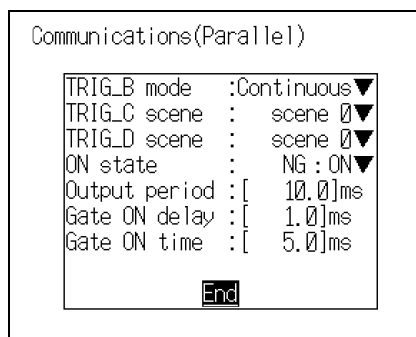 Communications(Parallel)
TRIG_B mode :Continuous▼
TRIG_C scene : scene 0▼
TRIG_D scene : scene 0▼
ON state : NG:ON▼
Output period :[ 10.0]ms
Gate ON delay :[ 1.0]ms
Gate ON time :[ 5.0]ms
End